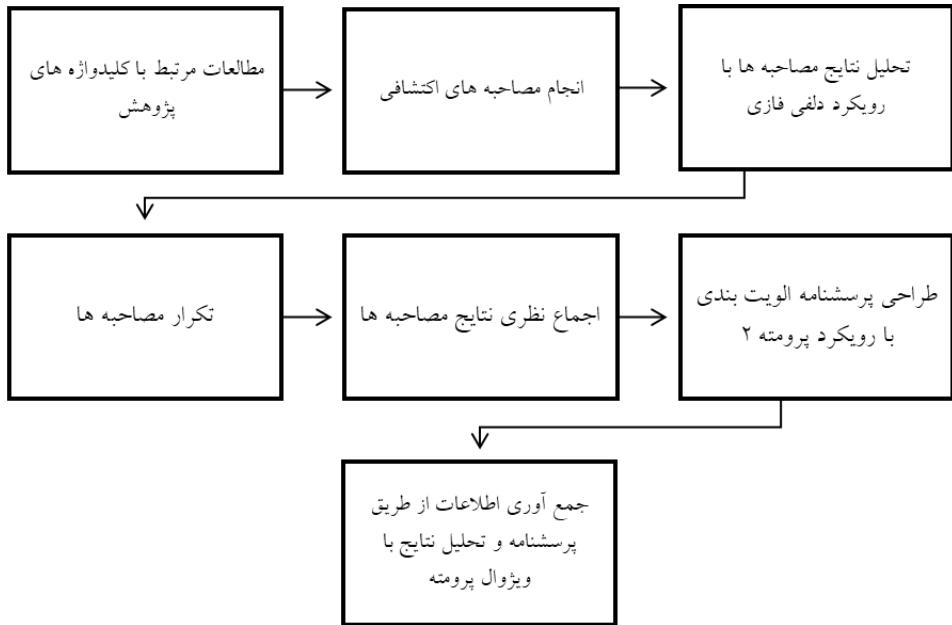 مطالعات مرتبط با کلیدواژه های
پژوهش
انجام مصاحبه های اکتشافی
تحلیل نتایج مصاحبه ها با
رویکرد دلفی فازی
تکرار مصاحبه ها
اجماع نظری نتایج مصاحبه ها
طراحی پرسشنامه الویت بندی
با رویکرد پرومته ۲
جمع آوری اطلاعات از طریق
پرسشنامه و تحلیل نتایج با
ویژوال پرومته